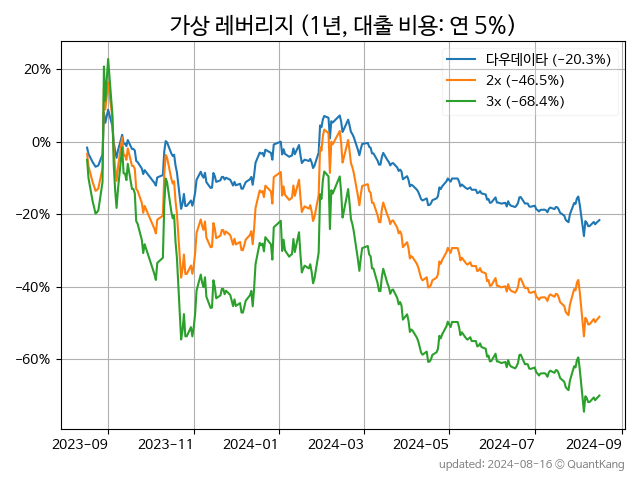 가상 레버리지 (1년, 대출 비용: 연 5%)
다우데이타 (−20.3%)
2x (−46.5%)
3x (−68.4%)
20%
0%
−20%
−40%
−60%
2023-09 2023-11 2024-01 2024-03 2024-05 2024-07 2024-09
updated: 2024-08-16 © QuantKang